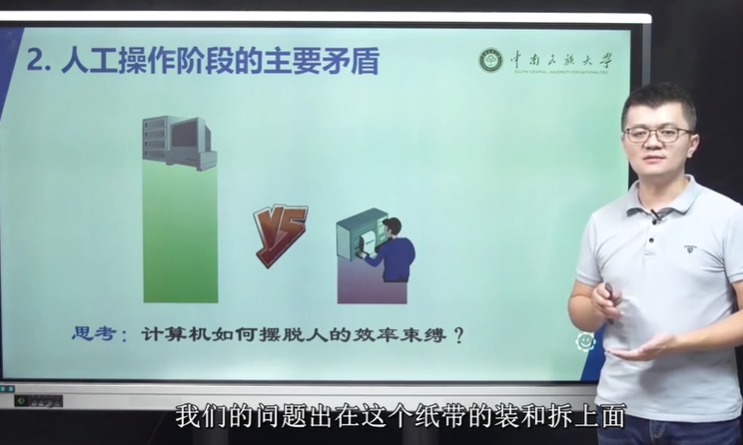 2. 人工操作阶段的主要矛盾
中南民族大学
SOUTH-CENTRAL UNIVERSITY FOR NATIONALITIES
VS
思考：计算机如何摆脱人的效率束缚？
我们的问题出在这个纸带的装和拆上面